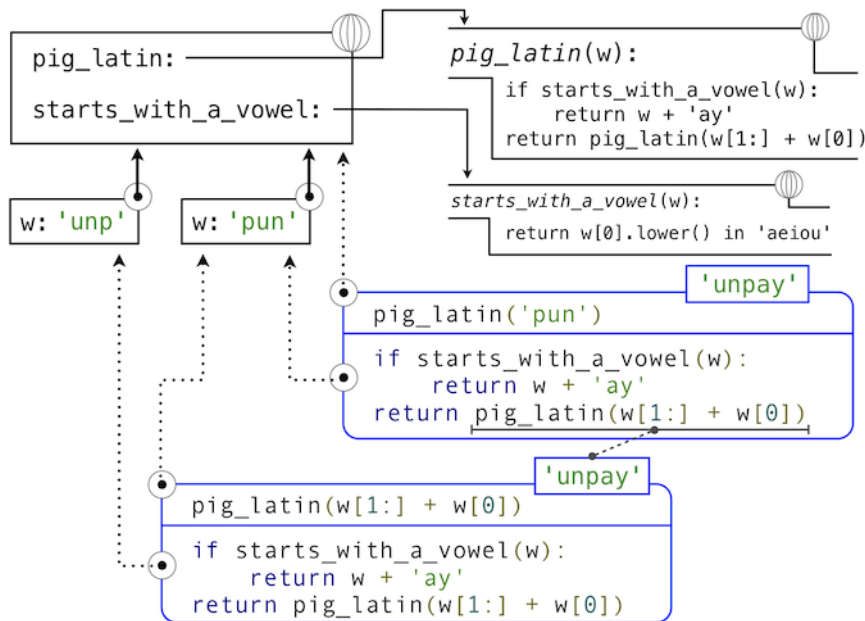 pig_latin:
starts_with_a_vowel:
pig_latin(w):
if starts_with_a_vowel(w):
return w + 'ay'
return pig_latin(w[1:] + w[0])
starts_with_a_vowel(w):
return w[0].lower() in 'aeiou'
w: 'unp'
w: 'pun'
'unpay'
pig_latin('pun')
if starts_with_a_vowel(w):
return w + 'ay'
return pig_latin(w[1:] + w[0])
'unpay'
pig_latin(w[1:] + w[0])
if starts_with_a_vowel(w):
return w + 'ay'
return pig_latin(w[1:] + w[0])